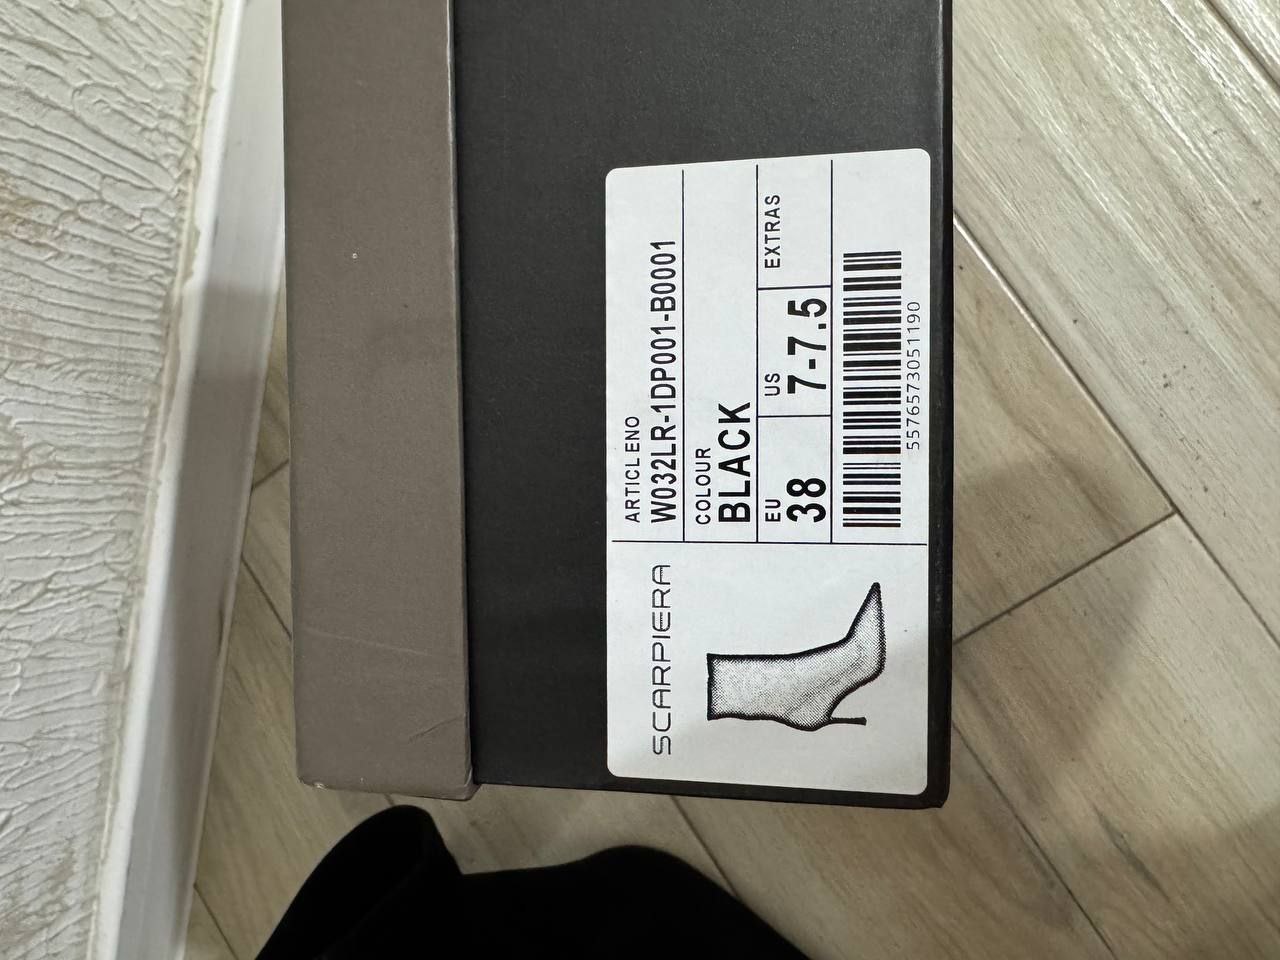 SCARPIERA
ARTICLENO
W032LR-1DP001-B0001
COLOUR
BLACK
EU
38
US
7-7.5
EXTRAS
5576573051190